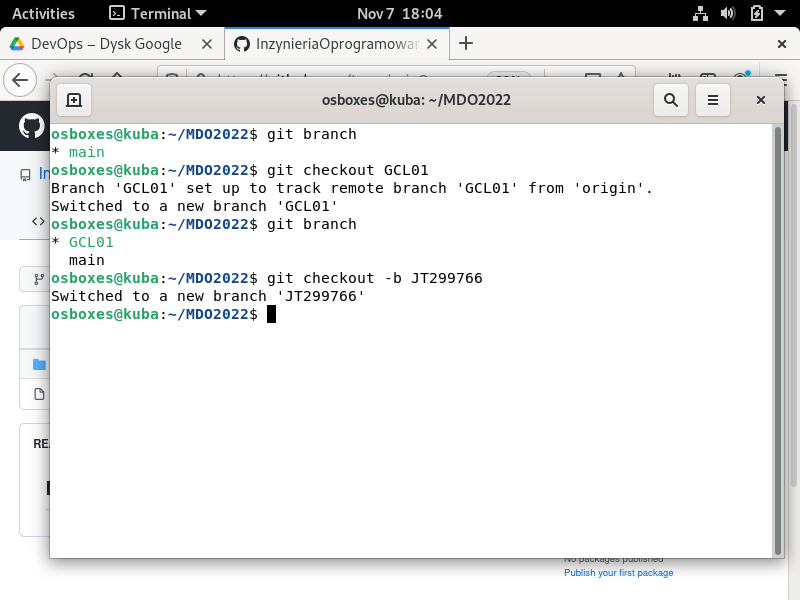 Activities Terminal Nov 7 18:04
DevOps – Dysk Google InzynieriaOprogramowan
osboxes@kuba: ~/MDO2022
osboxes@kuba:~/MDO2022$ git branch
* main
osboxes@kuba:~/MDO2022$ git checkout GCL01
Branch 'GCL01' set up to track remote branch 'GCL01' from 'origin'.
Switched to a new branch 'GCL01'
osboxes@kuba:~/MDO2022$ git branch
* GCL01
main
osboxes@kuba:~/MDO2022$ git checkout -b JT299766
Switched to a new branch 'JT299766'
osboxes@kuba:~/MDO2022$
In
REA
No packages published
Publish your first package